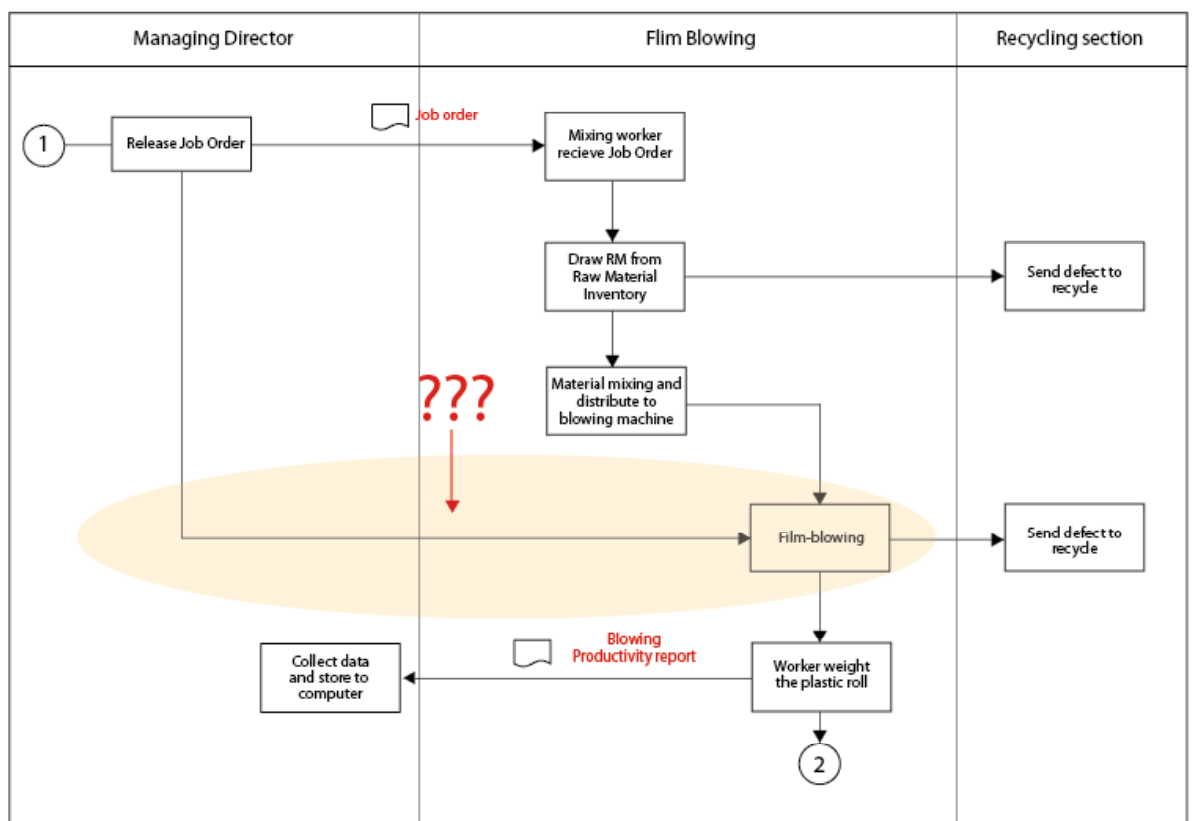 Managing Director
Flim Blowing
Recycling section
1
Release Job Order
Job order
Mixing worker
recieve Job Order
Draw RM from
Raw Material
Inventory
Send defect to
recycle
Material mixing and
distribute to
blowing machine
???
Film-blowing
Send defect to
recycle
Collect data
and store to
computer
Blowing
Productivity report
Worker weight
the plastic roll
2